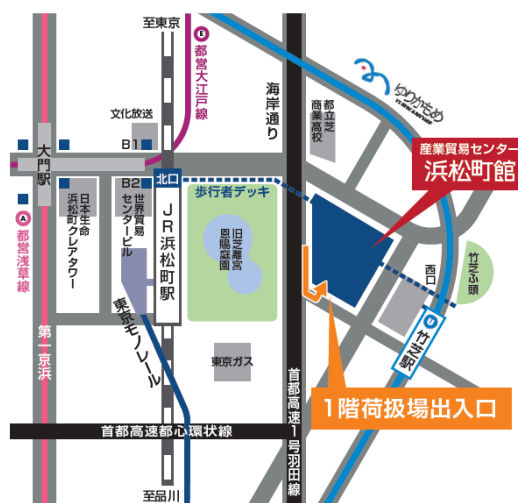 至東京
E
都営大江戸線
海岸通り
ゆりかもめ
YURIKAMOME
文化放送
都立芝
商業高校
産業貿易センター
浜松町館
大門駅
B1
B2
北口
歩行者デッキ
日本生命
浜松町クレアタワー
世界貿易
センタービル
JR浜松町駅
旧芝離宮
恩賜庭園
A
都営浅草線
西口
竹芝ふ頭
U
竹芝駅
東京モノレール
第一京浜
東京ガス
1階荷扱場出入口
首都高速都心環状線
首都高速1号羽田線
至品川